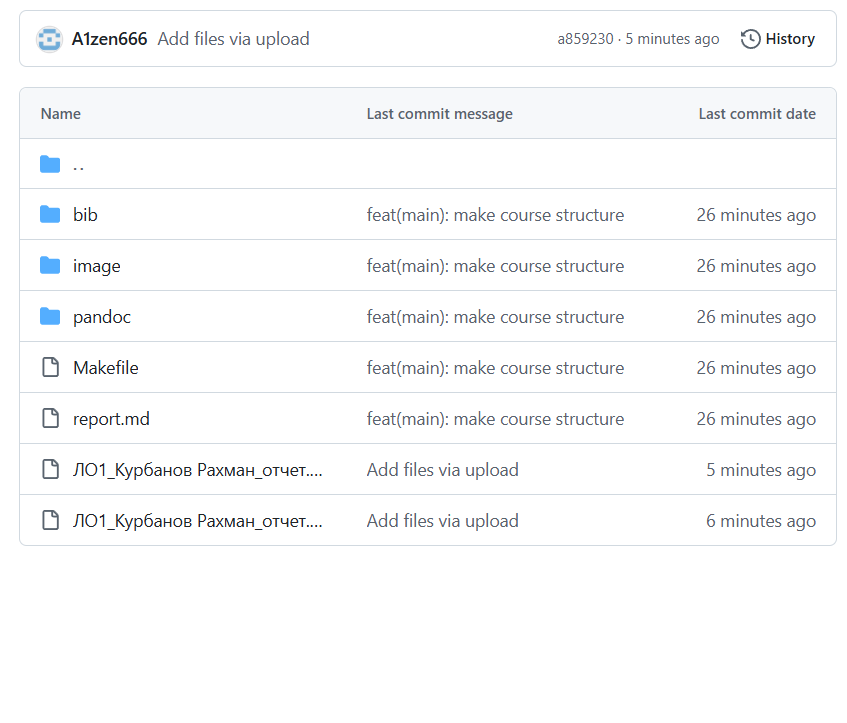 A1zen666 Add files via upload a859230 · 5 minutes ago History
Name Last commit message Last commit date
..
bib feat(main): make course structure 26 minutes ago
image feat(main): make course structure 26 minutes ago
pandoc feat(main): make course structure 26 minutes ago
Makefile feat(main): make course structure 26 minutes ago
report.md feat(main): make course structure 26 minutes ago
ЛО1_Курбанов Рахман_отчет.... Add files via upload 5 minutes ago
ЛО1_Курбанов Рахман_отчет.... Add files via upload 6 minutes ago